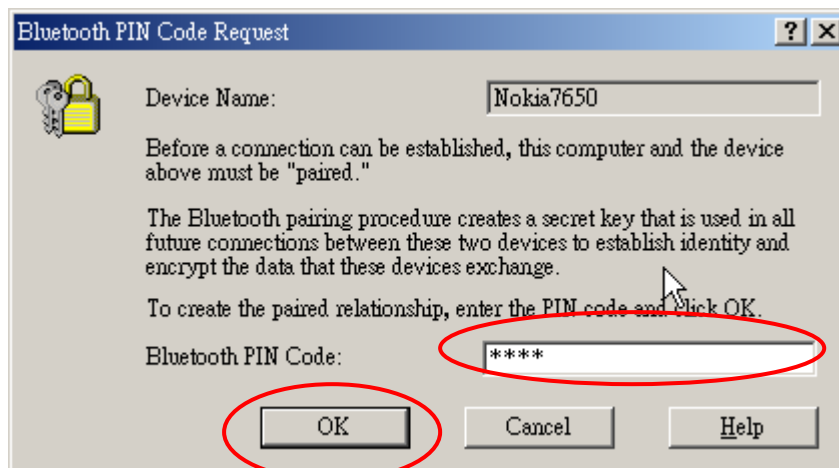 Bluetooth PIN Code Request
Device Name: Nokia7650
Before a connection can be established, this computer and the device
above must be "paired."
The Bluetooth pairing procedure creates a secret key that is used in all
future connections between these two devices to establish identity and
encrypt the data that these devices exchange.
To create the paired relationship, enter the PIN code and click OK.
Bluetooth PIN Code: ****
OK Cancel Help